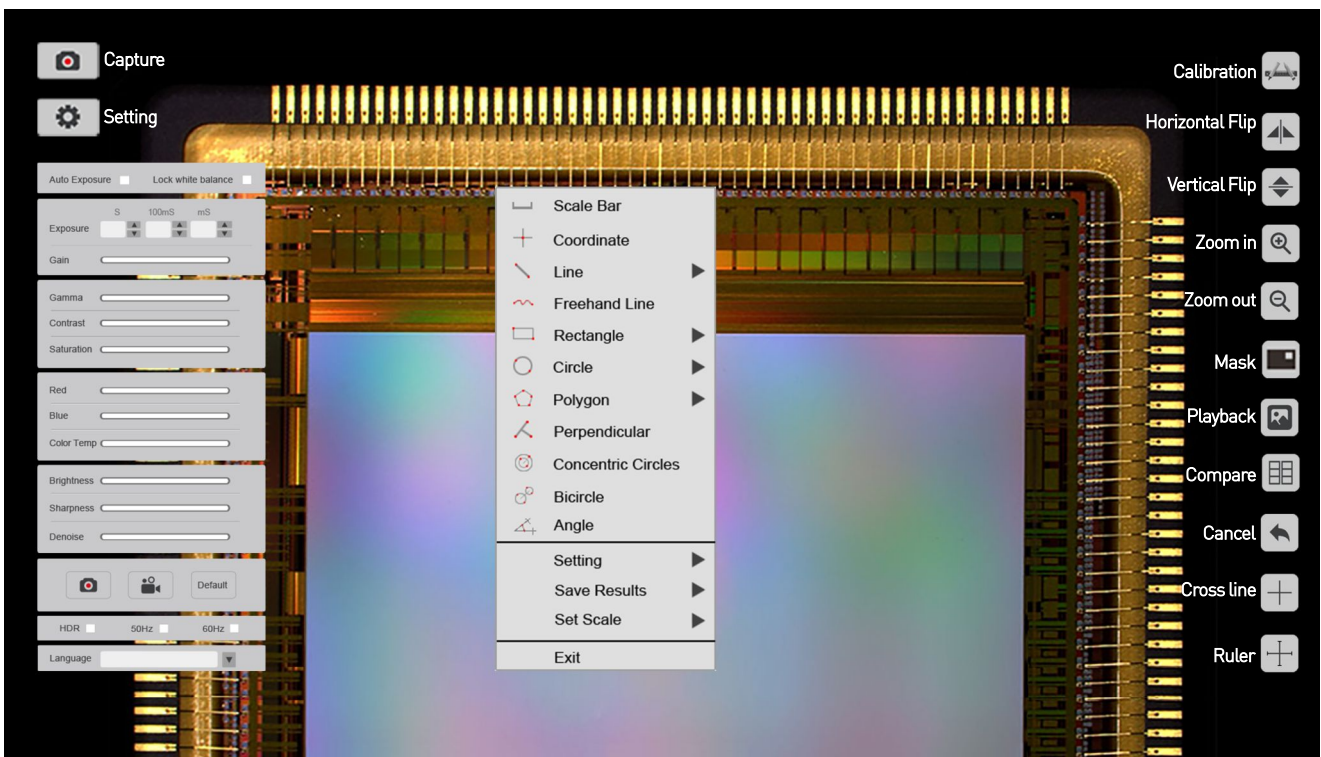 Capture
Setting
Auto Exposure Lock white balance
S 100mS mS
Exposure
Gain
Gamma
Contrast
Saturation
Red
Blue
Color Temp
Brightness
Sharpness
Denoise
Default
HDR 50Hz 60Hz
Language
Scale Bar
Coordinate
Line
Freehand Line
Rectangle
Circle
Polygon
Perpendicular
Concentric Circles
Bicircle
Angle
Setting
Save Results
Set Scale
Exit
Calibration
Horizontal Flip
Vertical Flip
Zoom in
Zoom out
Mask
Playback
Compare
Cancel
Cross line
Ruler